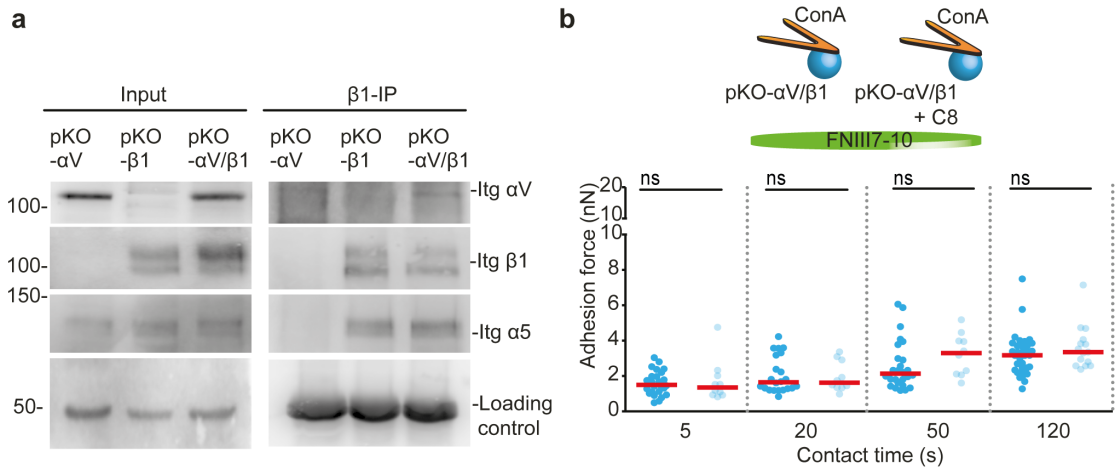 a
Input
β1-IP
pKO
-αV
pKO
-β1
pKO
-αV/β1
pKO
-αV
pKO
-β1
pKO
-αV/β1
100-
-Itg αV
100-
-Itg β1
150-
-Itg α5
50-
-Loading
control
b
ConA
ConA
pKO-αV/β1
pKO-αV/β1
+ C8
FNIII7-10
ns
ns
ns
ns
Adhesion force (nN)
20
10
10
8
6
4
2
0
5
20
50
120
Contact time (s)